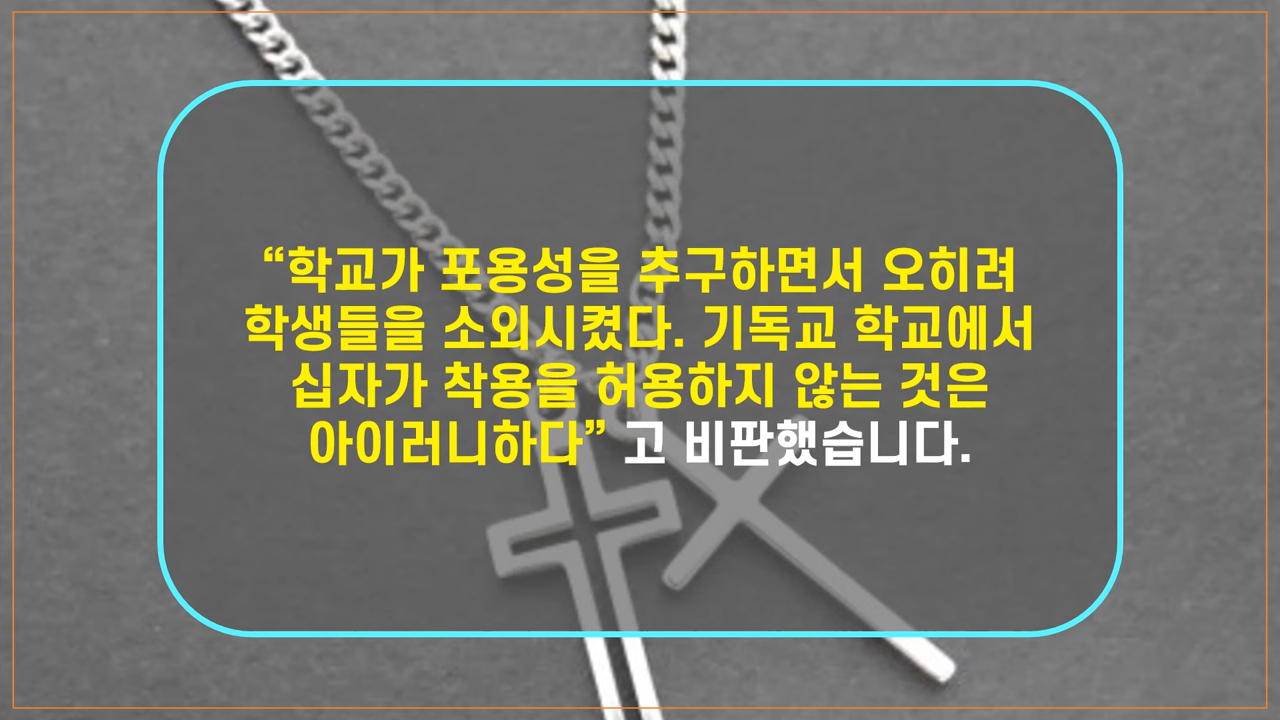 “학교가 포용성을 추구하면서 오히려
학생들을 소외시켰다. 기독교 학교에서
십자가 착용을 허용하지 않는 것은
아이러니하다” 고 비판했습니다.